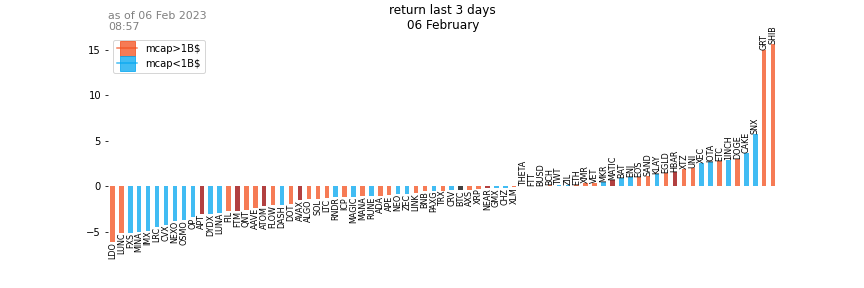 as of 06 Feb 2023
08:57
return last 3 days
06 February
mcap>1B$
mcap<1B$
15
10
5
0
−5
LDO
LUNC
FXS
MINA
IMX
LRC
CVX
NEXO
OSMO
OP
APT
DYDX
LUNA
FIL
FTM
QNT
AAVE
ATOM
FLOW
DASH
DOT
AVAX
ALGO
SOL
LTC
RNDR
ICP
MAGIC
MANA
RUNE
ADA
APE
NEO
ZEC
LINK
BNB
PAXG
TRX
CRV
BTC
AXS
XRP
NEAR
GMX
CHZ
XLM
THETA
FTT
BUSD
BCH
TWT
ZIL
ETH
XMR
VET
MKR
MATIC
BAT
ENJ
EOS
SAND
KLAY
EGLD
HBAR
XTZ
UNI
XEC
IOTA
ETC
1INCH
DOGE
CAKE
SNX
GRT
SHIB